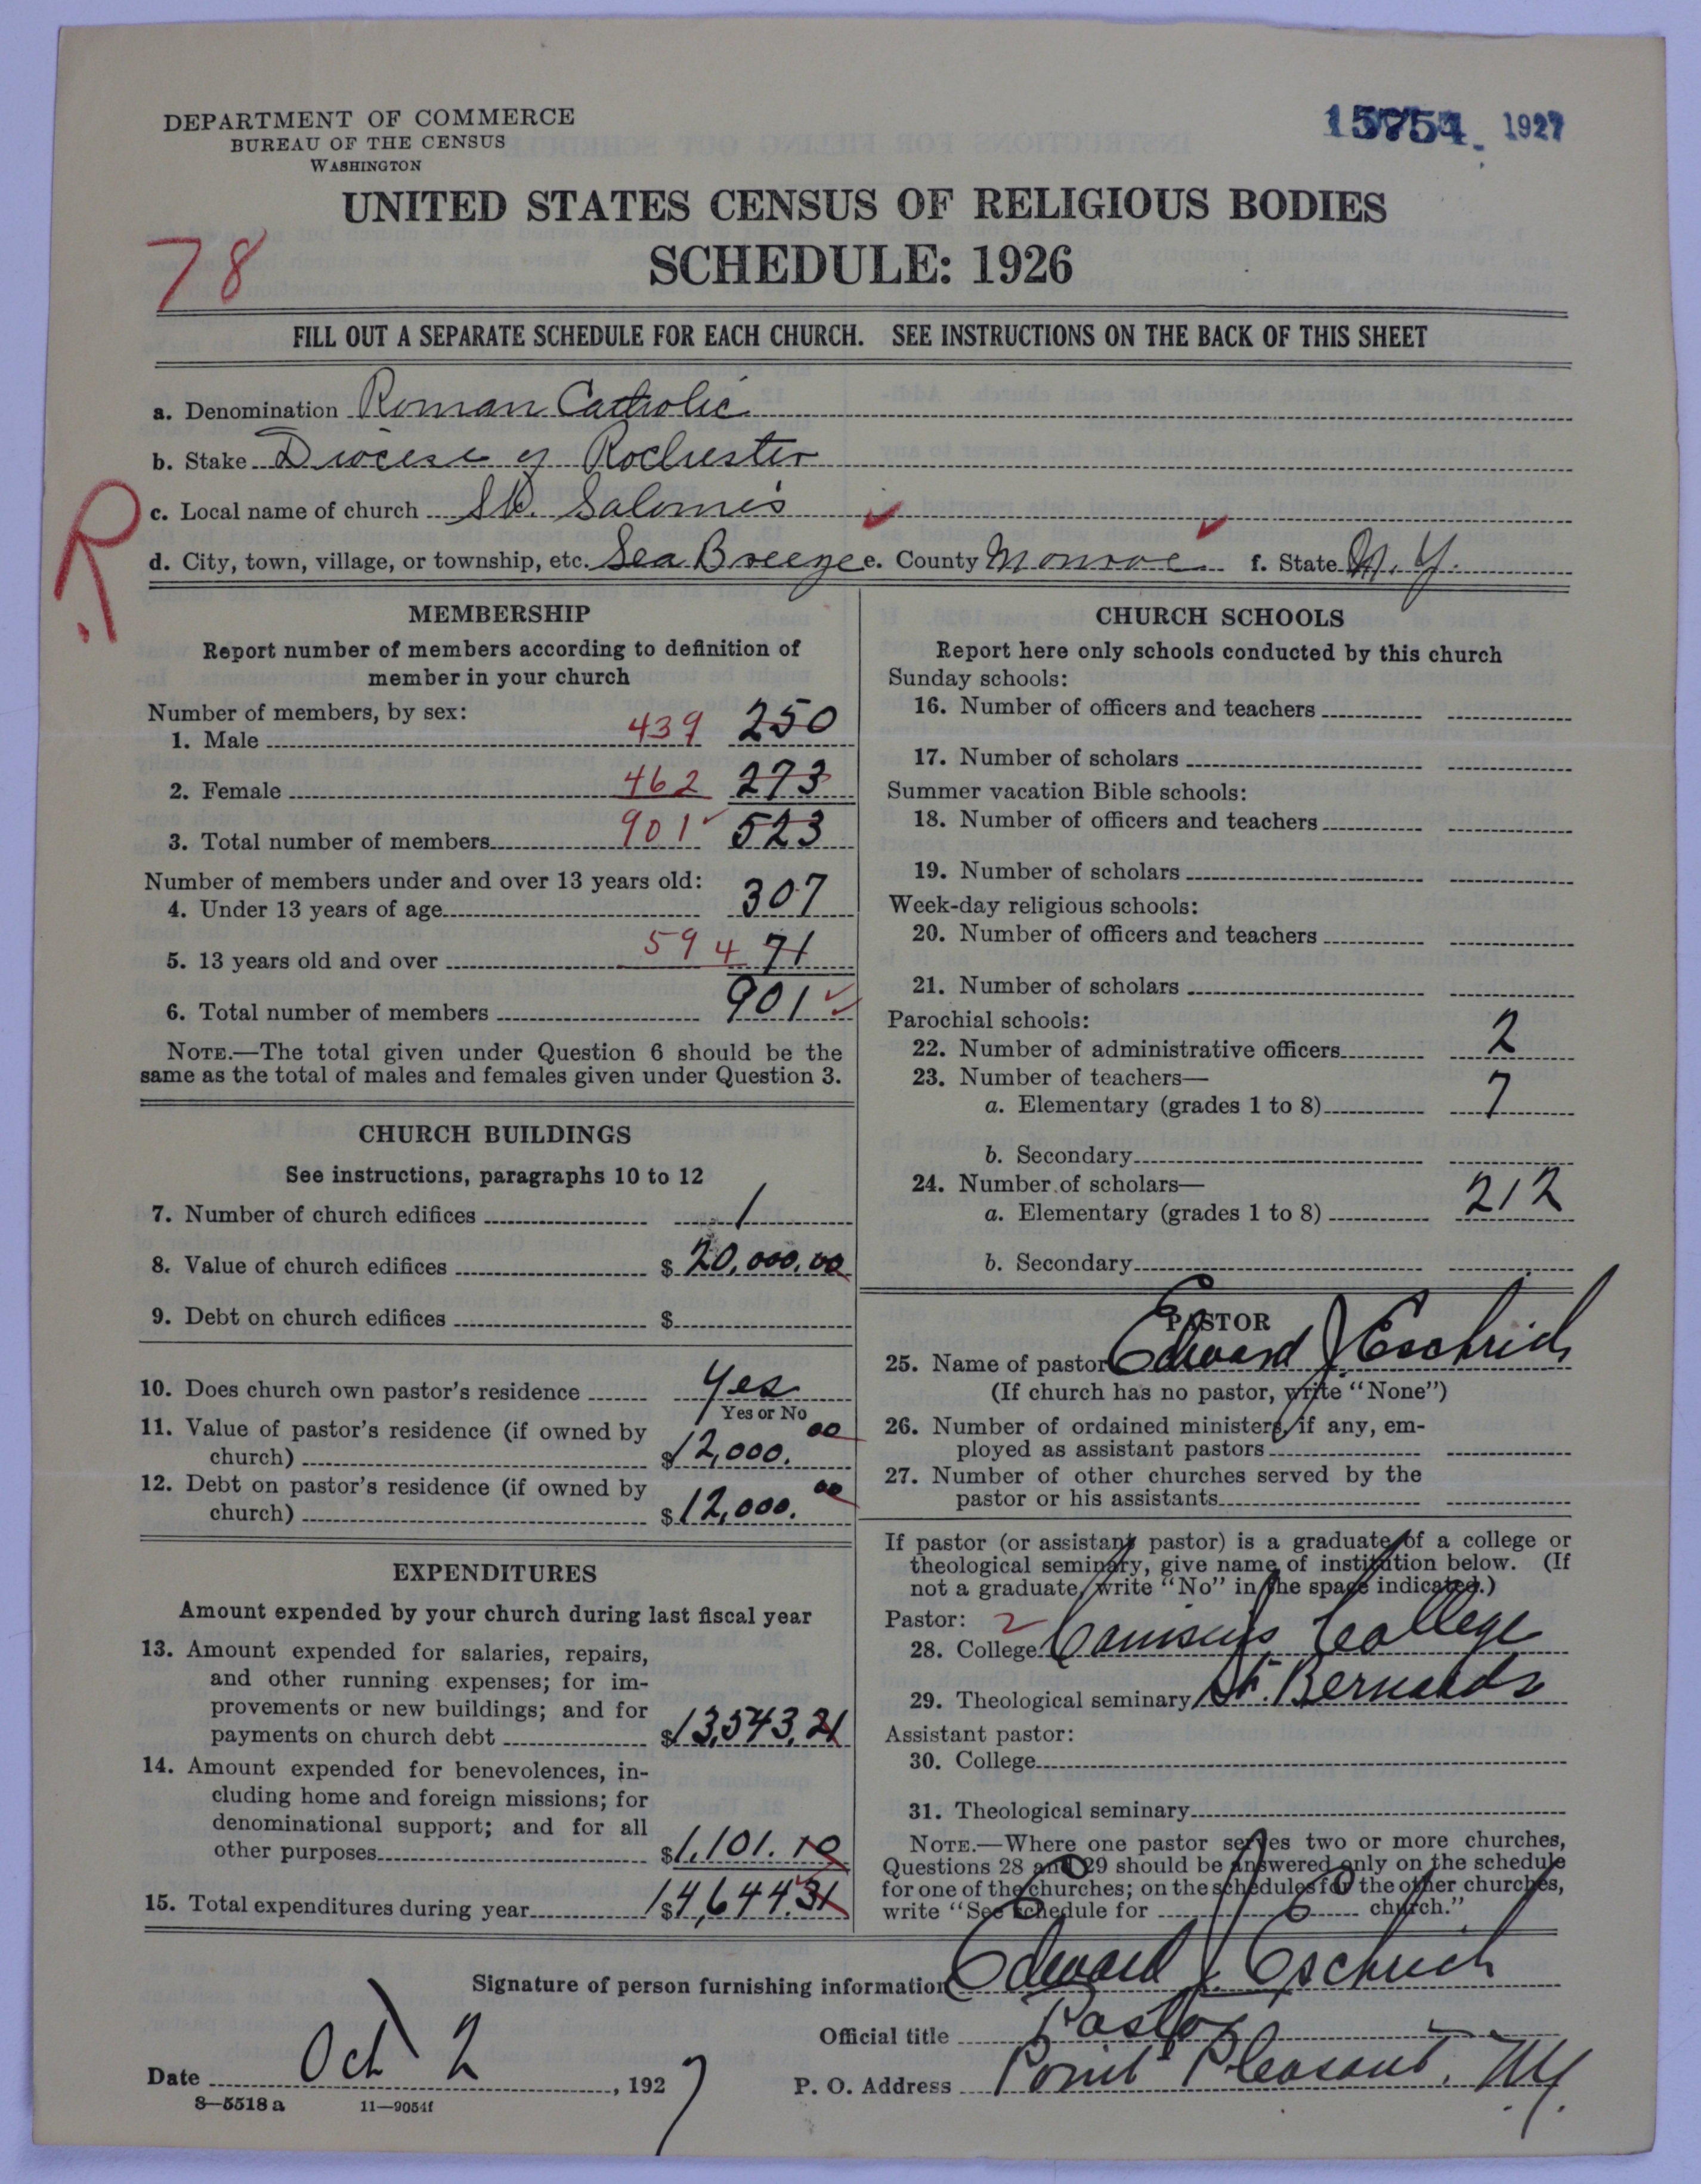 DEPARTMENT OF COMMERCE
BUREAU OF THE CENSUS
WASHINGTON
1927
UNITED STATES CENSUS OF RELIGIOUS BODIES
78
SCHEDULE: 1926
FILL OUT A SEPARATE SCHEDULE FOR EACH CHURCH. SEE INSTRUCTIONS ON THE BACK OF THIS SHEET
a. Denomination Roman Catholic
b. Stake Diocese of Rochester
R
c. Local name of church St. Salome's
d. City, town, village, or township, etc. Sea Breeze e. County Monroe f. State N.Y.
MEMBERSHIP
Report number of members according to definition of
member in your church
Number of members, by sex:
1. Male 439 250
2. Female 462 273
3. Total number of members 901 523
Number of members under and over 13 years old:
4. Under 13 years of age 307
5. 13 years old and over 594 71
6. Total number of members 901
NOTE.—The total given under Question 6 should be the
same as the total of males and females given under Question 3.
CHURCH BUILDINGS
See instructions, paragraphs 10 to 12
7. Number of church edifices 1
8. Value of church edifices $ 20,000.00
9. Debt on church edifices $
10. Does church own pastor's residence Yes
Yes or No
11. Value of pastor's residence (if owned by
church) $12,000.00
12. Debt on pastor's residence (if owned by
church) $12,000.00
EXPENDITURES
Amount expended by your church during last fiscal year
13. Amount expended for salaries, repairs,
and other running expenses; for im-
provements or new buildings; and for
payments on church debt $13,543.21
14. Amount expended for benevolences, in-
cluding home and foreign missions; for
denominational support; and for all
other purposes $1,101.10
15. Total expenditures during year $14,644.31
CHURCH SCHOOLS
Report here only schools conducted by this church
Sunday schools:
16. Number of officers and teachers
17. Number of scholars
Summer vacation Bible schools:
18. Number of officers and teachers
19. Number of scholars
Week-day religious schools:
20. Number of officers and teachers
21. Number of scholars
Parochial schools:
22. Number of administrative officers 2
23. Number of teachers—
a. Elementary (grades 1 to 8) 7
b. Secondary
24. Number of scholars—
a. Elementary (grades 1 to 8) 212
b. Secondary
PASTOR
25. Name of pastor Edward J Eschrich
(If church has no pastor, write "None")
26. Number of ordained ministers, if any, em-
ployed as assistant pastors
27. Number of other churches served by the
pastor or his assistants
If pastor (or assistant pastor) is a graduate of a college or
theological seminary, give name of institution below. (If
not a graduate, write "No" in the space indicated.)
Pastor: 2
28. College Canisius College
29. Theological seminary St. Bernards
Assistant pastor:
30. College
31. Theological seminary
NOTE.—Where one pastor serves two or more churches,
Questions 28 and 29 should be answered only on the schedule
for one of the churches; on the schedules for the other churches,
write "See schedule for church."
Signature of person furnishing information Edward J. Eschrich
Official title Pastor
Date Oct 2, 1927
P. O. Address Point Pleasant, N.Y.
8—5518 a 11—9054f